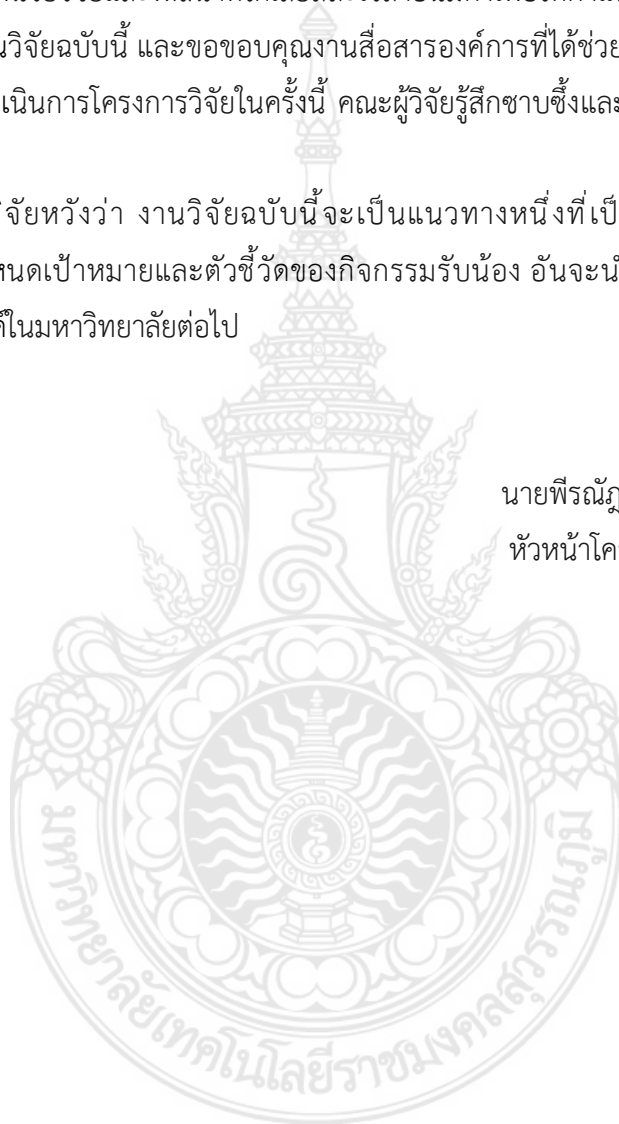 นวิจัยฉบับนี้ และขอขอบคุณงานสื่อสารองค์การที่ได้ช่วย
เนินการโครงการวิจัยในครั้งนี้ คณะผู้วิจัยรู้สึกซาบซึ้งและ
วิจัยหวังว่า งานวิจัยฉบับนี้จะเป็นแนวทางหนึ่งที่เป็
หนดเป้าหมายและตัวชี้วัดของกิจกรรมรับน้อง อันจะนำ
ค์ในมหาวิทยาลัยต่อไป
นายพีรณัฎ
หัวหน้าโค
มหาวิทยาลัยเทคโนโลยีราชมงคลสุวรรณภูมิ